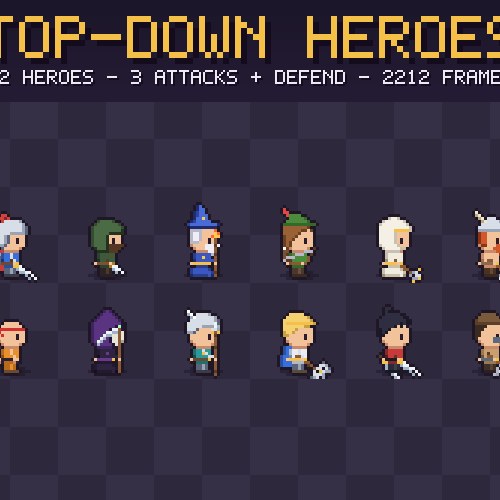 TOP-DOWN HEROES
2 HEROES - 3 ATTACKS + DEFEND - 2212 FRAME